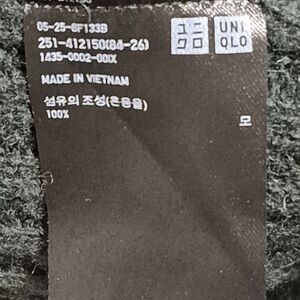 05-25-6F133B
251-412150(84-26)
1435-0002-00IX
MADE IN VIETNAM
섬유의 조성(혼용율)
100%
모
ユニ
クロ
UNI
QLO